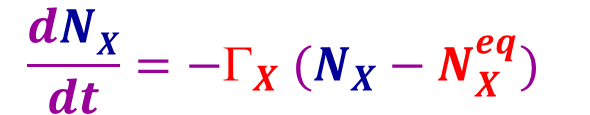 dN_X/dt = −Γ_X (N_X − N_X^{eq})